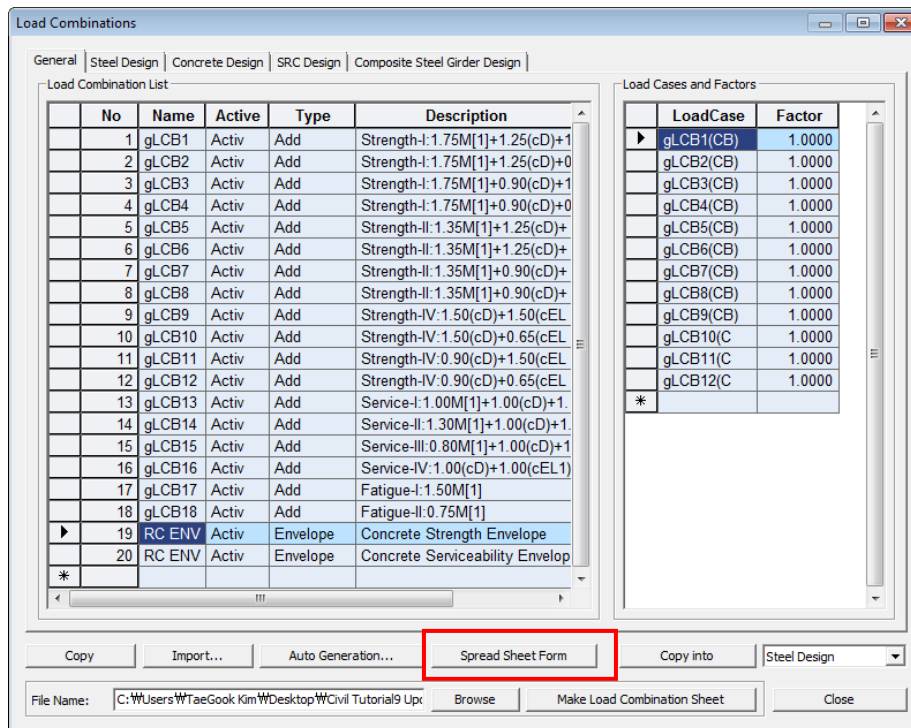 Load Combinations
General Steel Design Concrete Design SRC Design Composite Steel Girder Design
Load Combination List
No Name Active Type Description
1 gLCB1 Activ Add Strength-I:1.75M[1]+1.25(cD)+1
2 gLCB2 Activ Add Strength-I:1.75M[1]+1.25(cD)+0
3 gLCB3 Activ Add Strength-I:1.75M[1]+0.90(cD)+1
4 gLCB4 Activ Add Strength-I:1.75M[1]+0.90(cD)+0
5 gLCB5 Activ Add Strength-II:1.35M[1]+1.25(cD)+
6 gLCB6 Activ Add Strength-II:1.35M[1]+1.25(cD)+
7 gLCB7 Activ Add Strength-II:1.35M[1]+0.90(cD)+
8 gLCB8 Activ Add Strength-II:1.35M[1]+0.90(cD)+
9 gLCB9 Activ Add Strength-IV:1.50(cD)+1.50(cEL
10 gLCB10 Activ Add Strength-IV:1.50(cD)+0.65(cEL
11 gLCB11 Activ Add Strength-IV:0.90(cD)+1.50(cEL
12 gLCB12 Activ Add Strength-IV:0.90(cD)+0.65(cEL
13 gLCB13 Activ Add Service-I:1.00M[1]+1.00(cD)+1.
14 gLCB14 Activ Add Service-II:1.30M[1]+1.00(cD)+1.
15 gLCB15 Activ Add Service-III:0.80M[1]+1.00(cD)+1
16 gLCB16 Activ Add Service-IV:1.00(cD)+1.00(cEL1)
17 gLCB17 Activ Add Fatigue-I:1.50M[1]
18 gLCB18 Activ Add Fatigue-II:0.75M[1]
19 RC ENV Activ Envelope Concrete Strength Envelope
20 RC ENV Activ Envelope Concrete Serviceability Envelop
Load Cases and Factors
LoadCase Factor
gLCB1(CB) 1.0000
gLCB2(CB) 1.0000
gLCB3(CB) 1.0000
gLCB4(CB) 1.0000
gLCB5(CB) 1.0000
gLCB6(CB) 1.0000
gLCB7(CB) 1.0000
gLCB8(CB) 1.0000
gLCB9(CB) 1.0000
gLCB10(C 1.0000
gLCB11(C 1.0000
gLCB12(C 1.0000
Copy Import... Auto Generation... Spread Sheet Form Copy into Steel Design
File Name: C:₩Users₩TaeGook Kim₩Desktop₩Civil Tutorial9 Upc Browse Make Load Combination Sheet Close